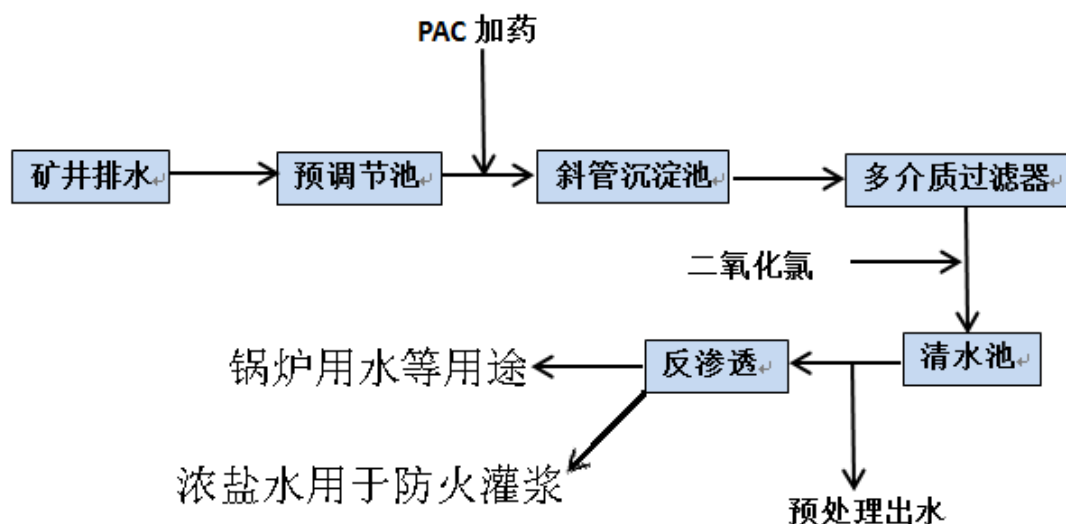 PAC 加药
矿井排水
预调节池
斜管沉淀池
多介质过滤器
二氧化氯
清水池
反渗透
锅炉用水等用途
浓盐水用于防火灌浆
预处理出水